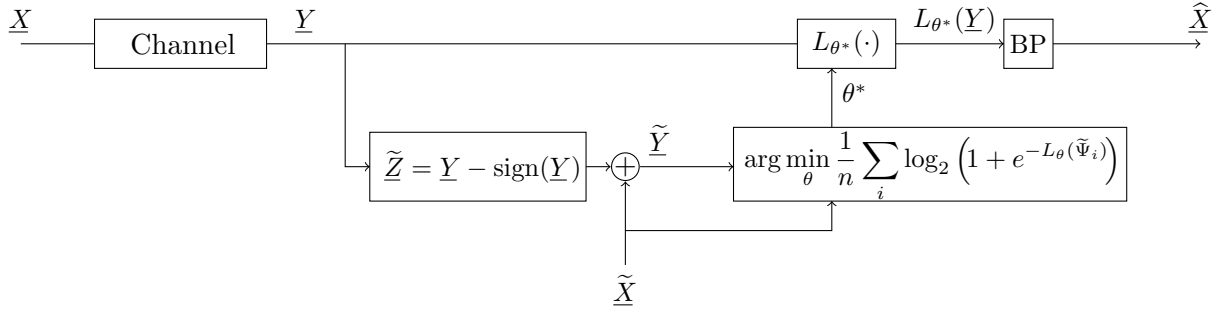 X Channel Y L_{θ*}(·) L_{θ*}(Y) BP X̂
θ*
Z̃ = Y − sign(Y) + Ỹ arg min_θ 1/n ∑_i log₂ (1 + e^{−L_θ(Ψ̃_i)})
X̃